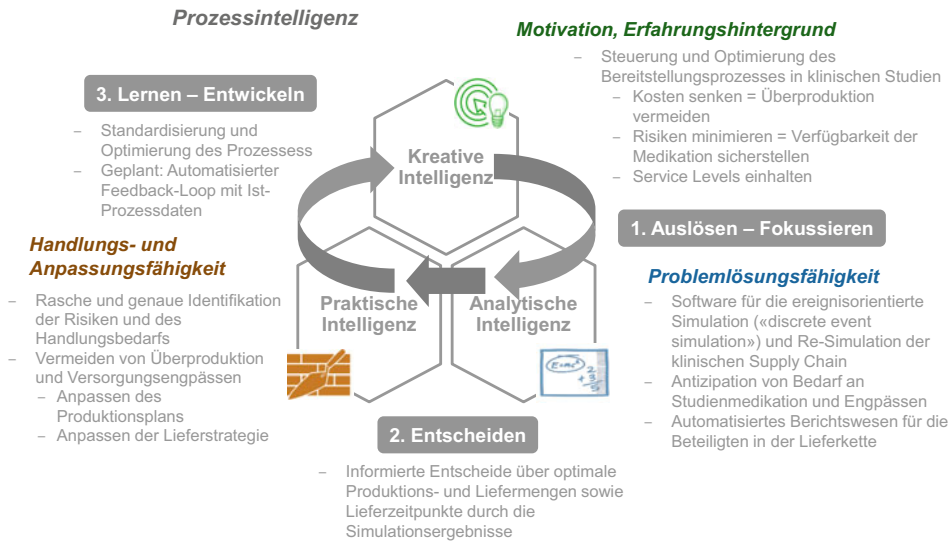 Prozessintelligenz
Motivation, Erfahrungshintergrund
– Steuerung und Optimierung des
Bereitstellungsprozesses in klinischen Studien
– Kosten senken = Überproduktion
vermeiden
– Risiken minimieren = Verfügbarkeit der
Medikation sicherstellen
– Service Levels einhalten
3. Lernen – Entwickeln
– Standardisierung und
Optimierung des Prozessess
– Geplant: Automatisierter
Feedback-Loop mit Ist-
Prozessdaten
Kreative
Intelligenz
1. Auslösen – Fokussieren
Handlungs- und
Anpassungsfähigkeit
– Rasche und genaue Identifikation
der Risiken und des
Handlungsbedarfs
– Vermeiden von Überproduktion
und Versorgungsengpässen
– Anpassen des
Produktionsplans
– Anpassen der Lieferstrategie
Praktische
Intelligenz
Analytische
Intelligenz
E=mc²
2
3
/5
Problemlösungsfähigkeit
– Software für die ereignisorientierte
Simulation («discrete event
simulation») und Re-Simulation der
klinischen Supply Chain
– Antizipation von Bedarf an
Studienmedikation und Engpässen
– Automatisiertes Berichtswesen für die
Beteiligten in der Lieferkette
2. Entscheiden
– Informierte Entscheide über optimale
Produktions- und Liefermengen sowie
Lieferzeitpunkte durch die
Simulationsergebnisse